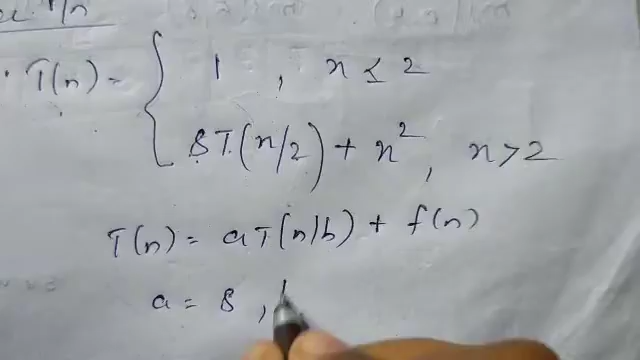 T(n) = { 1 , n ≤ 2
8T(n/2) + n² , n > 2
T(n) = aT(n/b) + f(n)
a = 8 ,